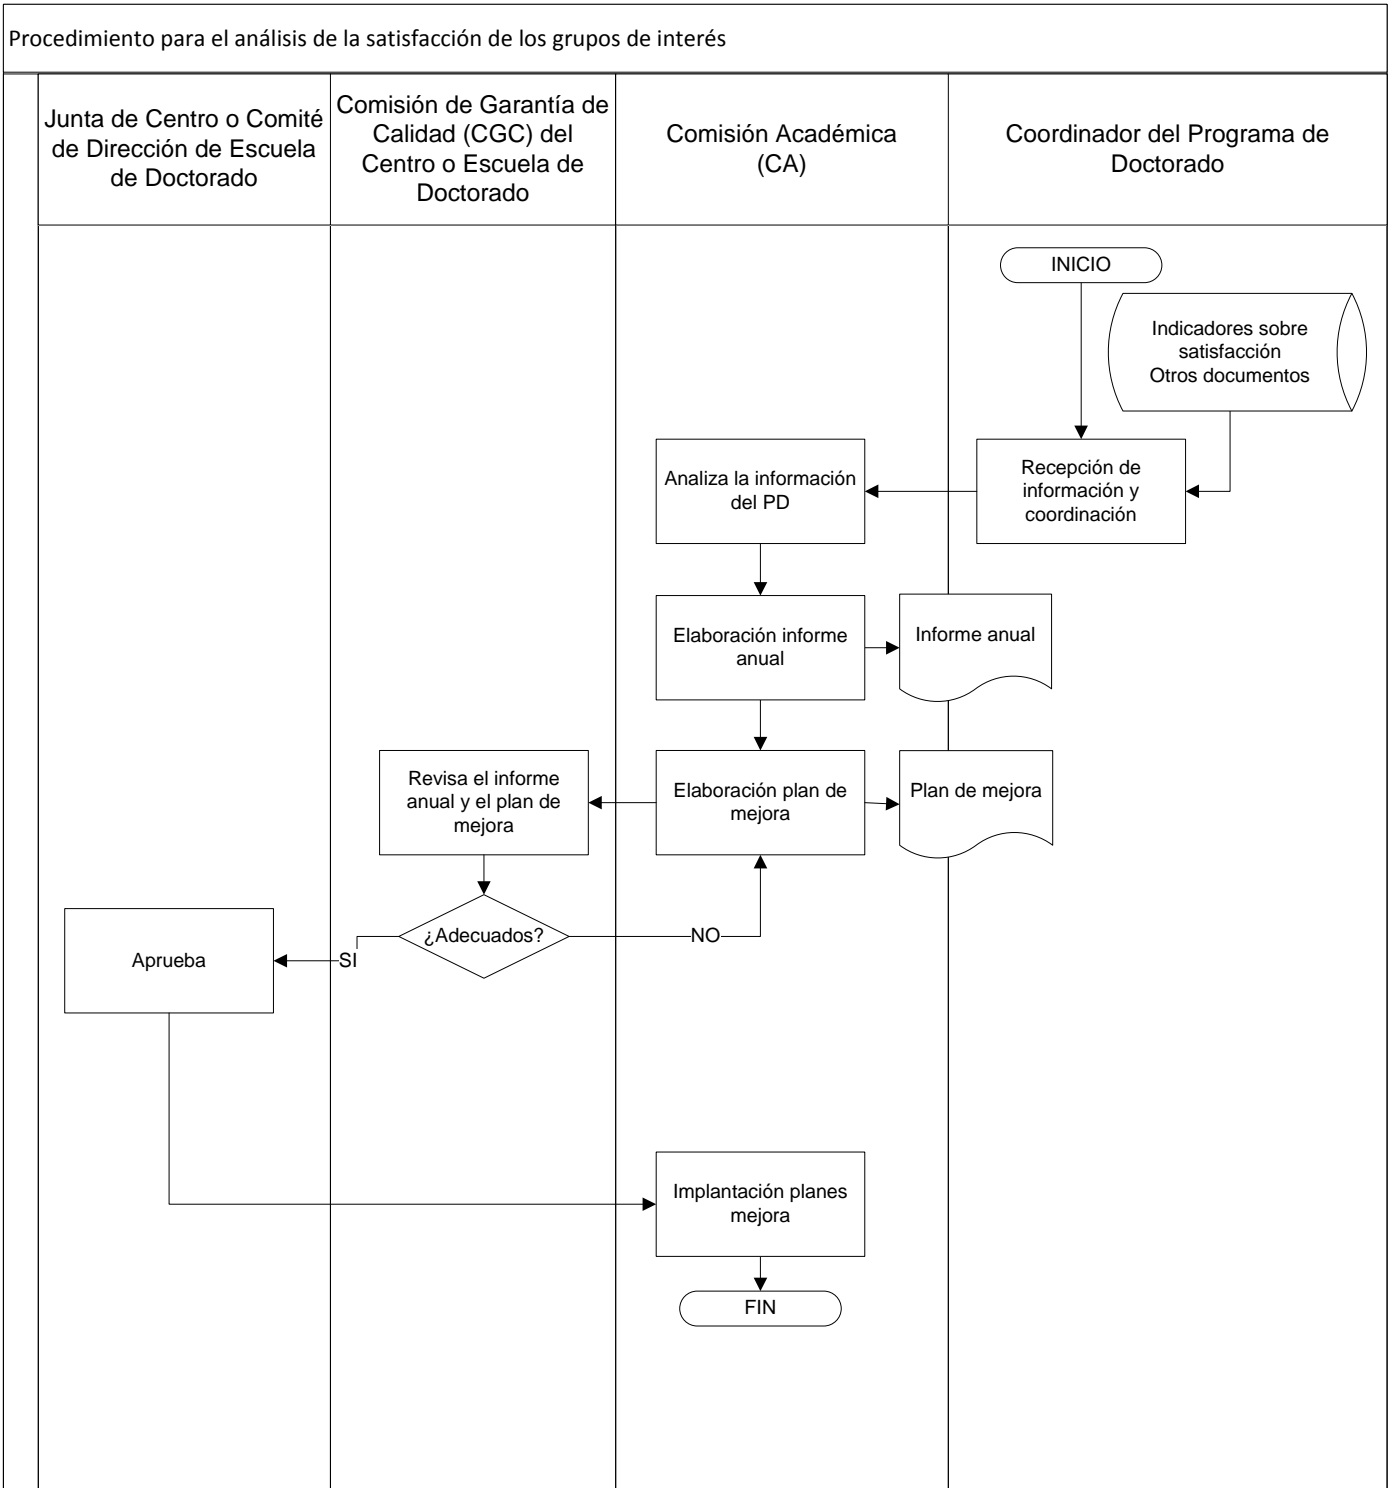 Procedimiento para el análisis de la satisfacción de los grupos de interés
Junta de Centro o Comité
de Dirección de Escuela
de Doctorado
Comisión de Garantía de
Calidad (CGC) del
Centro o Escuela de
Doctorado
Comisión Académica
(CA)
Coordinador del Programa de
Doctorado
INICIO
Indicadores sobre
satisfacción
Otros documentos
Recepción de
información y
coordinación
Analiza la información
del PD
Elaboración informe
anual
Informe anual
Elaboración plan de
mejora
Plan de mejora
Revisa el informe
anual y el plan de
mejora
¿Adecuados?
NO
SI
Aprueba
Implantación planes
mejora
FIN